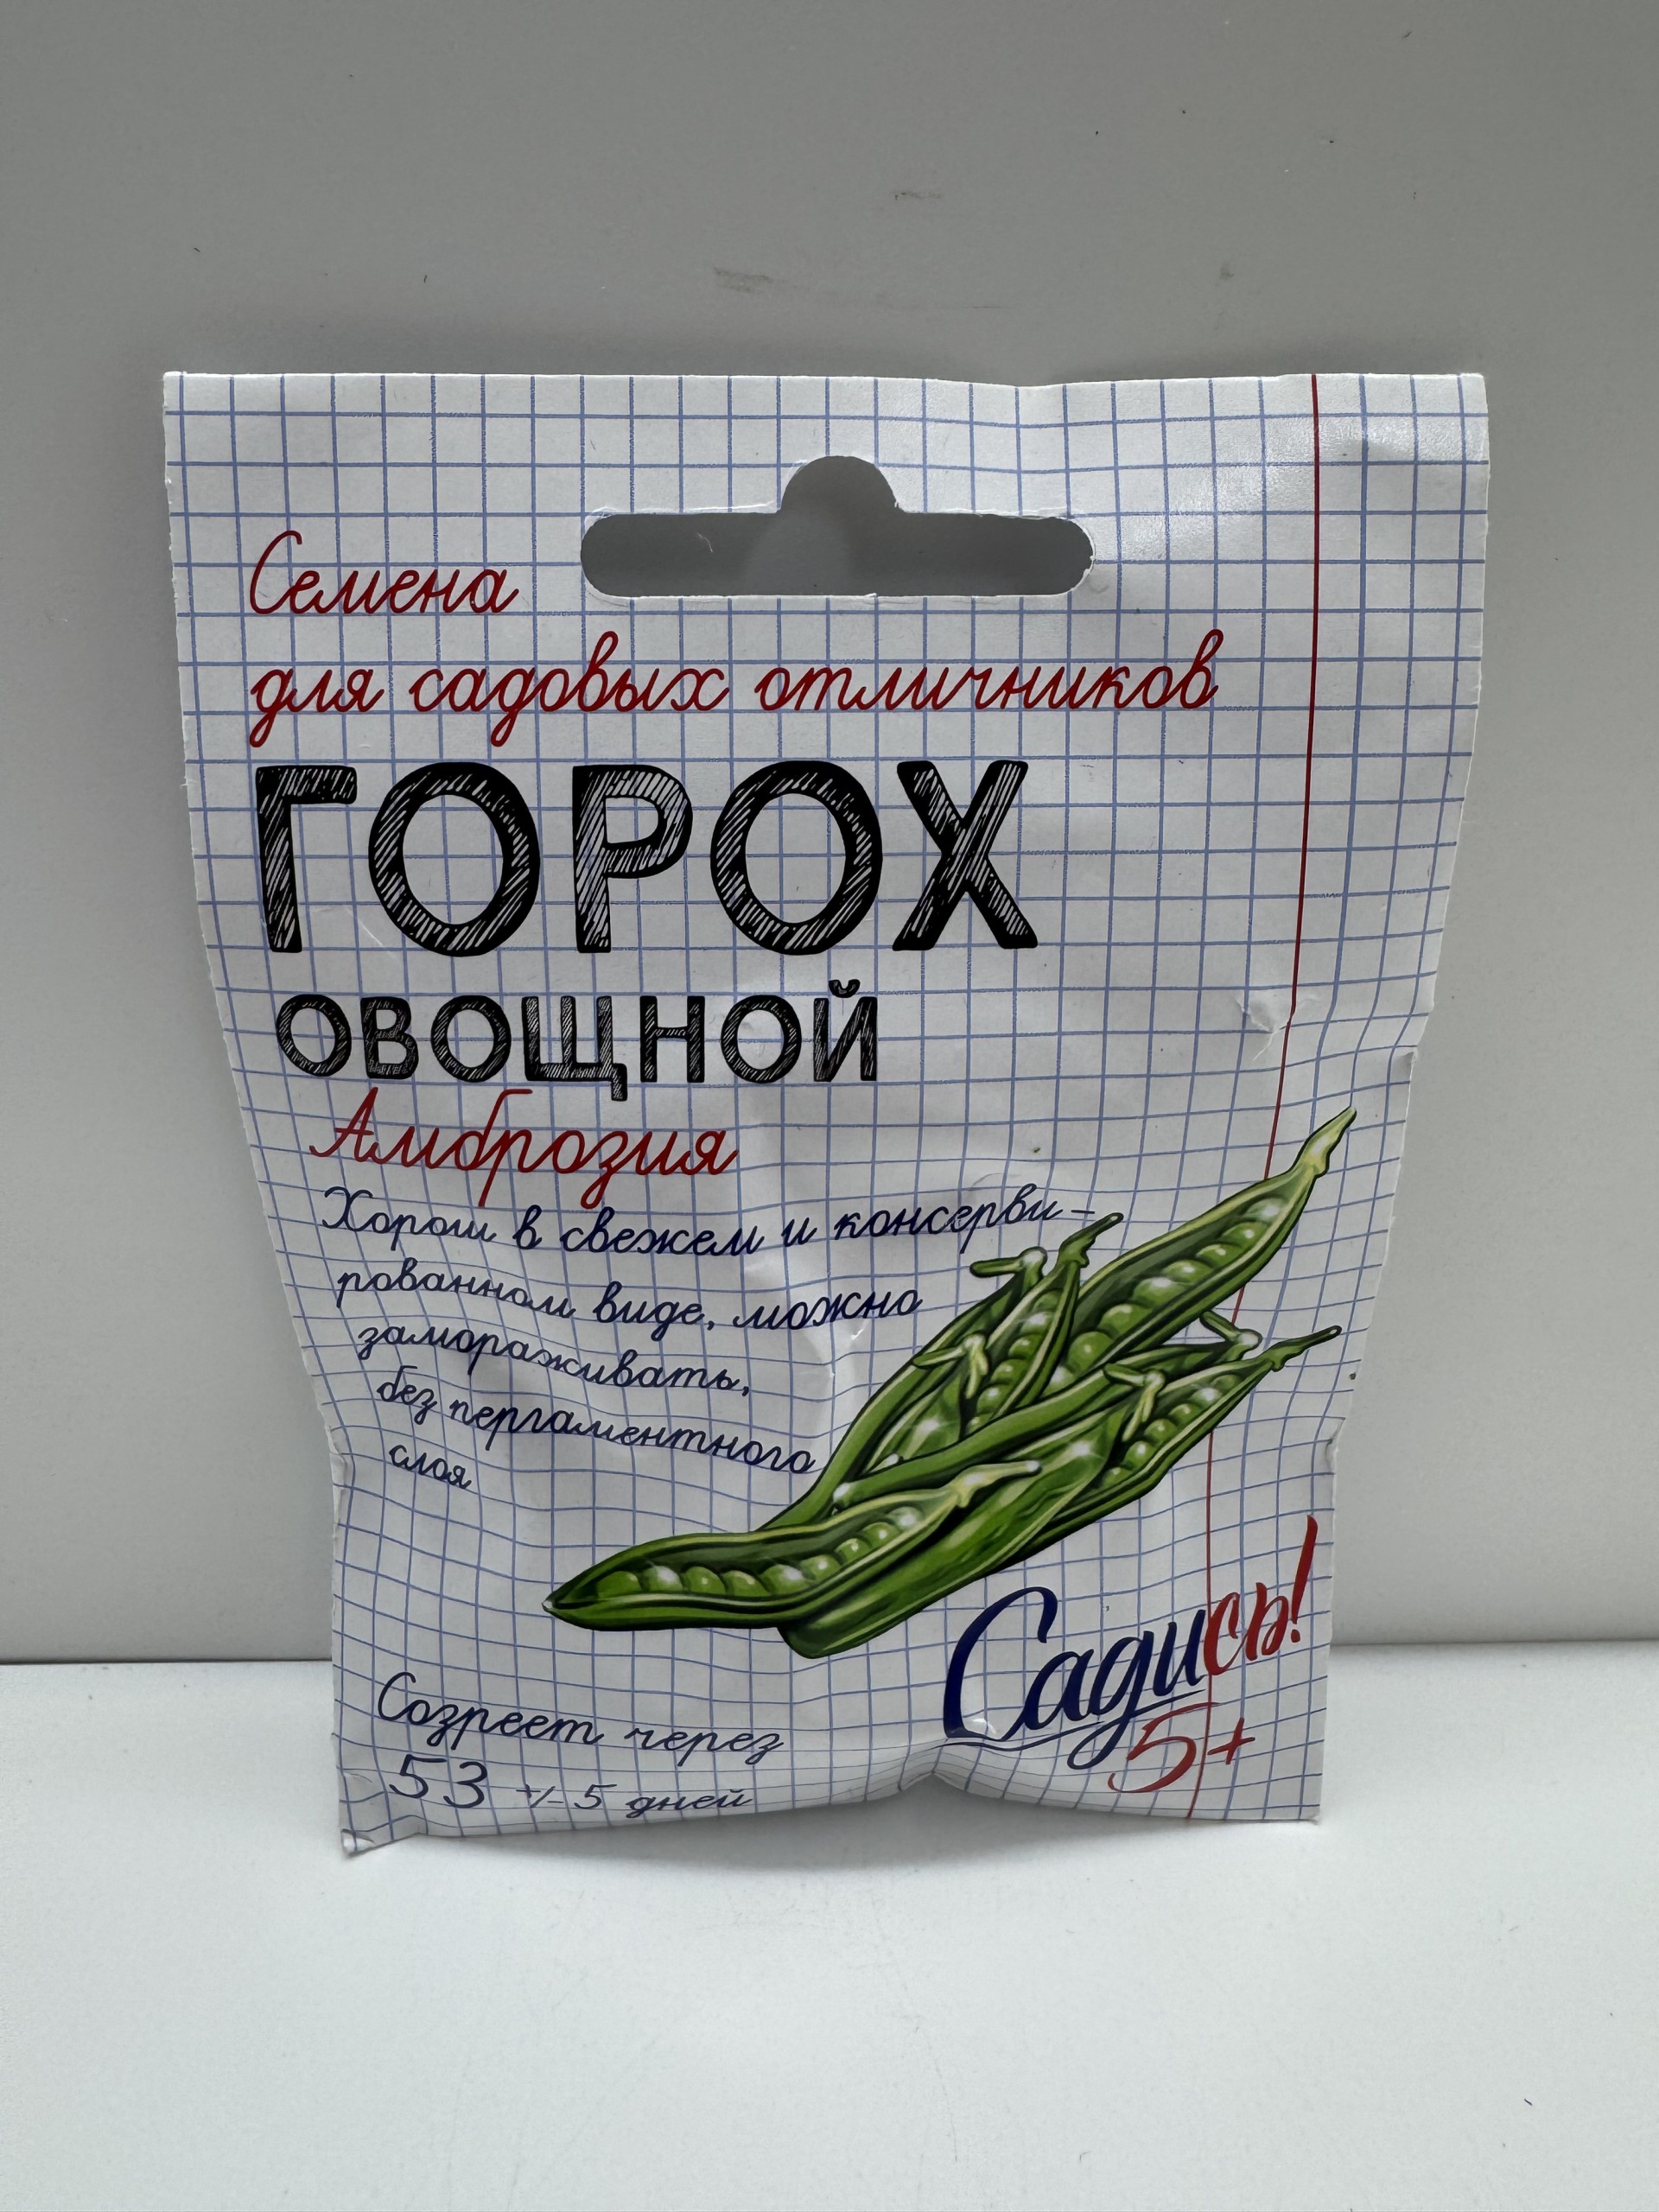 Семена
для садовых отличников
ГОРОХ
ОВОЩНОЙ
Амброзия
Хорош в свежем и консерви-
рованном виде, можно
замораживать,
без пергаментного
слоя
Садись!
5+
Созреет через
53 +/- 5 дней